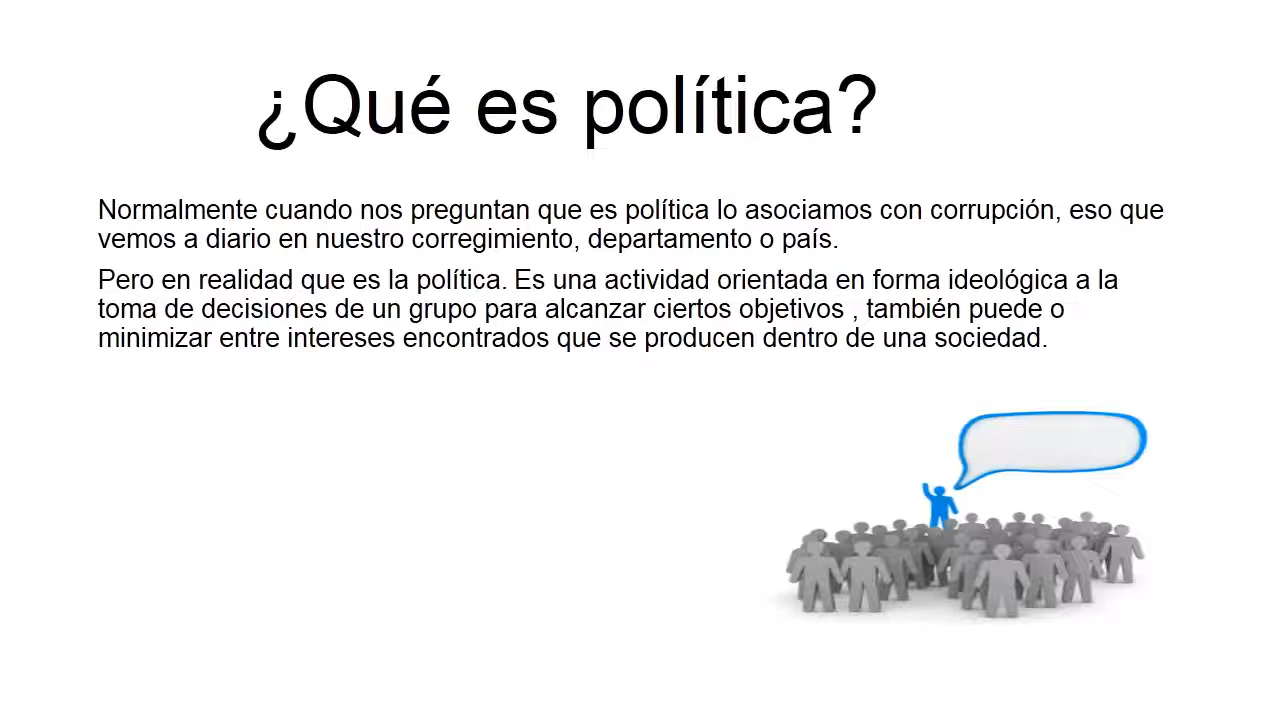 ¿Qué es política?
Normalmente cuando nos preguntan que es política lo asociamos con corrupción, eso que
vemos a diario en nuestro corregimiento, departamento o país.
Pero en realidad que es la política. Es una actividad orientada en forma ideológica a la
toma de decisiones de un grupo para alcanzar ciertos objetivos , también puede o
minimizar entre intereses encontrados que se producen dentro de una sociedad.